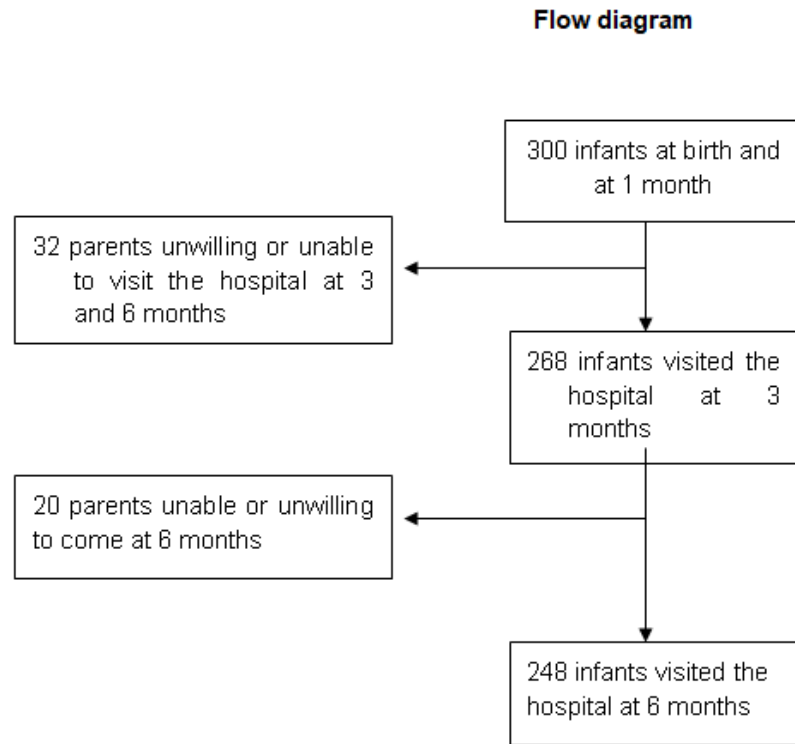 Flow diagram
300 infants at birth and
at 1 month
32 parents unwilling or unable
to visit the hospital at 3
and 6 months
268 infants visited the
hospital at 3
months
20 parents unable or unwilling
to come at 6 months
248 infants visited the
hospital at 6 months